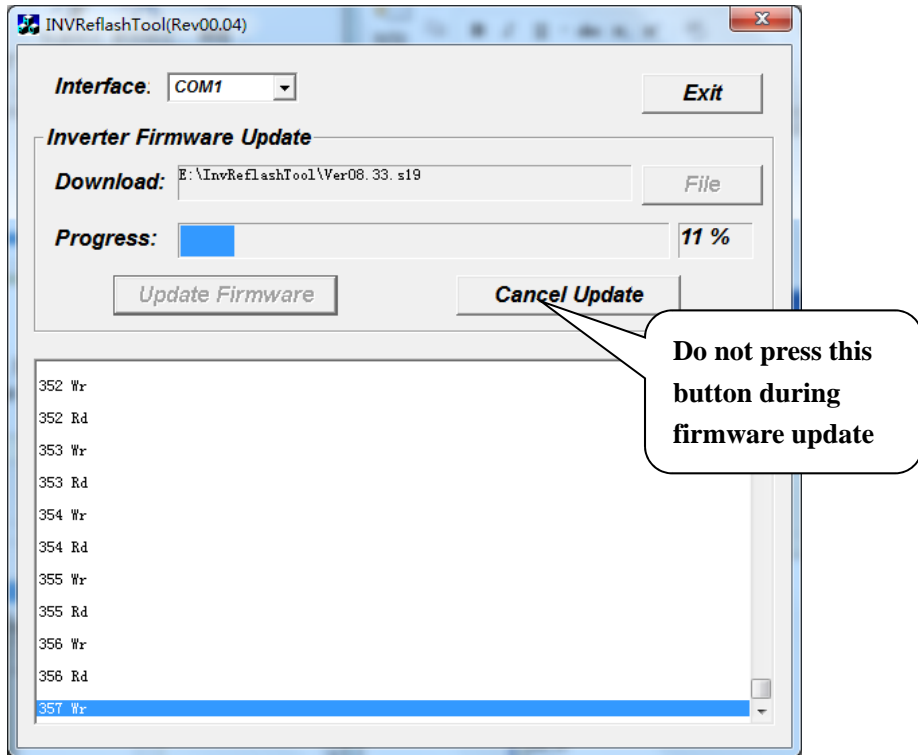 INVReflashTool(Rev00.04)
Interface: COM1
Exit
Inverter Firmware Update
Download: E:\InvReflashTool\Ver08.33.s19
File
Progress: 11 %
Update Firmware
Cancel Update
Do not press this
button during
firmware update
352 Wr
352 Rd
353 Wr
353 Rd
354 Wr
354 Rd
355 Wr
355 Rd
356 Wr
356 Rd
357 Wr